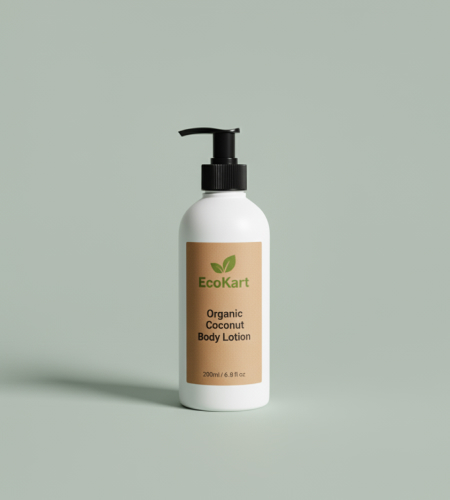 EcoKart
Organic
Coconut
Body Lotion
200ml / 6.8 fl oz